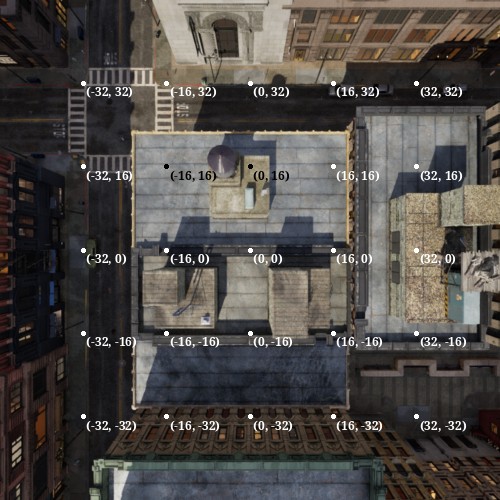 (-32, 32) (-16, 32) (0, 32) (16, 32) (32, 32)
(-32, 16) (-16, 16) (0, 16) (16, 16) (32, 16)
(-32, 0) (-16, 0) (0, 0) (16, 0) (32, 0)
(-32, -16) (-16, -16) (0, -16) (16, -16) (32, -16)
(-32, -32) (-16, -32) (0, -32) (16, -32) (32, -32)